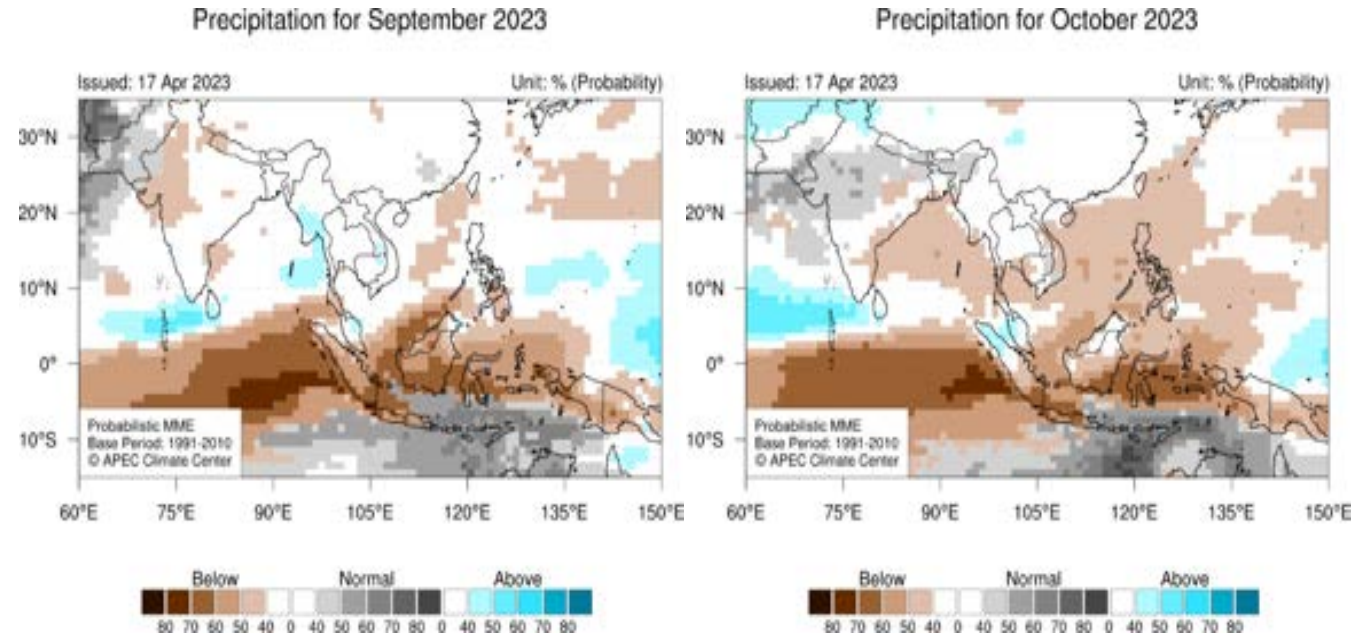 Precipitation for September 2023
Issued: 17 Apr 2023 Unit: % (Probability)
30°N
20°N
10°N
0°
10°S
Probabilistic MME
Base Period: 1991-2010
© APEC Climate Center
60°E 75°E 90°E 105°E 120°E 135°E 150°E
Below Normal Above
80 70 60 50 40 0 40 50 60 70 80 0 40 50 60 70 80
Precipitation for October 2023
Issued: 17 Apr 2023 Unit: % (Probability)
30°N
20°N
10°N
0°
10°S
Probabilistic MME
Base Period: 1991-2010
© APEC Climate Center
60°E 75°E 90°E 105°E 120°E 135°E 150°E
Below Normal Above
80 70 60 50 40 0 40 50 60 70 80 0 40 50 60 70 80